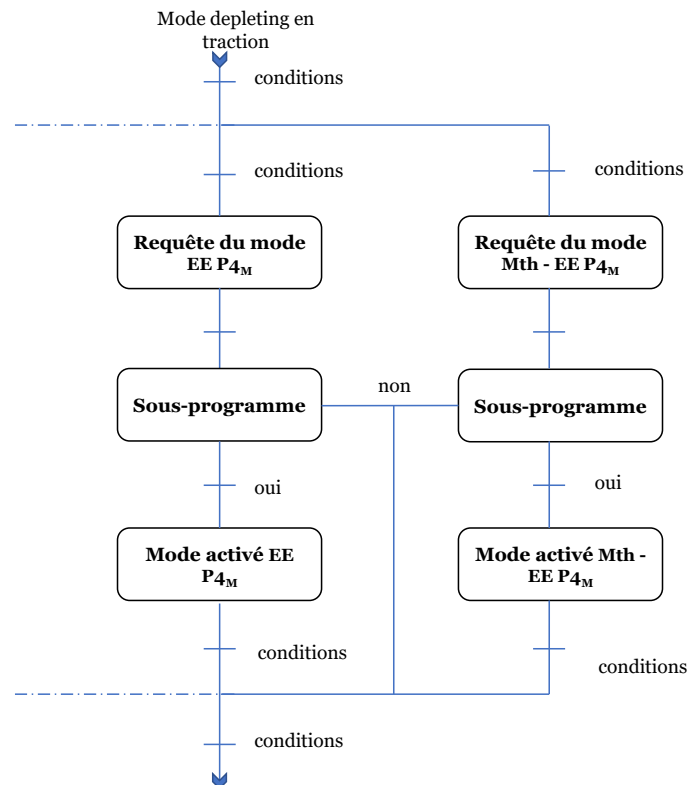 Mode depleting en
traction
conditions
conditions
conditions
Requête du mode
EE P4M
Requête du mode
Mth - EE P4M
non
Sous-programme
Sous-programme
oui
oui
Mode activé EE
P4M
Mode activé Mth -
EE P4M
conditions
conditions
conditions